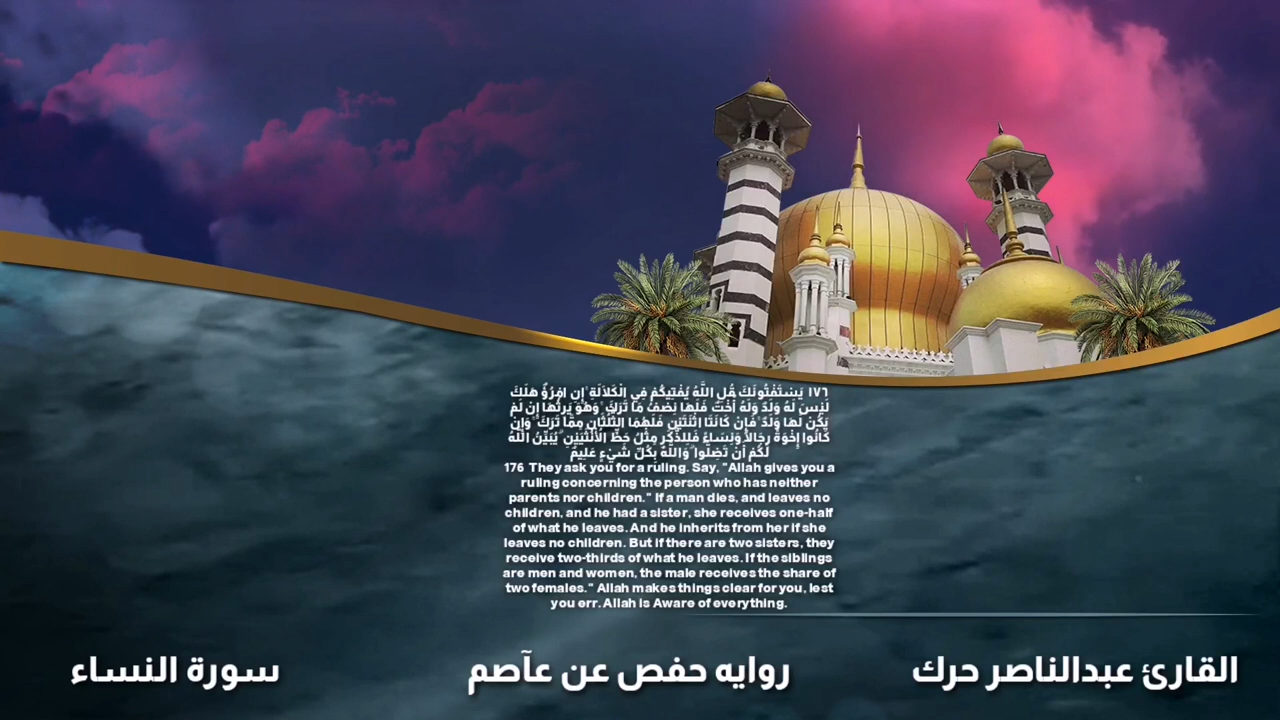 ١٧٦ يَسْتَفْتُونَكَ قُلِ اللَّهُ يُفْتِيكُمْ فِي الْكَلَالَةِ ۚ إِنِ امْرُؤٌ هَلَكَ
لَيْسَ لَهُ وَلَدٌ وَلَهُ أُخْتٌ فَلَهَا نِصْفُ مَا تَرَكَ ۚ وَهُوَ يَرِثُهَا إِنْ لَمْ
يَكُنْ لَهَا وَلَدٌ ۚ فَإِنْ كَانَتَا اثْنَتَيْنِ فَلَهُمَا الثُّلُثَانِ مِمَّا تَرَكَ ۚ وَإِنْ
كَانُوا إِخْوَةً رِجَالًا وَنِسَاءً فَلِلذَّكَرِ مِثْلُ حَظِّ الْأُنْثَيَيْنِ ۗ يُبَيِّنُ اللَّهُ
لَكُمْ أَنْ تَضِلُّوا ۗ وَاللَّهُ بِكُلِّ شَيْءٍ عَلِيمٌ
176 They ask you for a ruling. Say, "Allah gives you a
ruling concerning the person who has neither
parents nor children." If a man dies, and leaves no
children, and he had a sister, she receives one-half
of what he leaves. And he inherits from her if she
leaves no children. But if there are two sisters, they
receive two-thirds of what he leaves. If the siblings
are men and women, the male receives the share of
two females." Allah makes things clear for you, lest
you err. Allah is Aware of everything.
القارئ عبدالناصر حرك
روايه حفص عن عآصم
سورة النساء